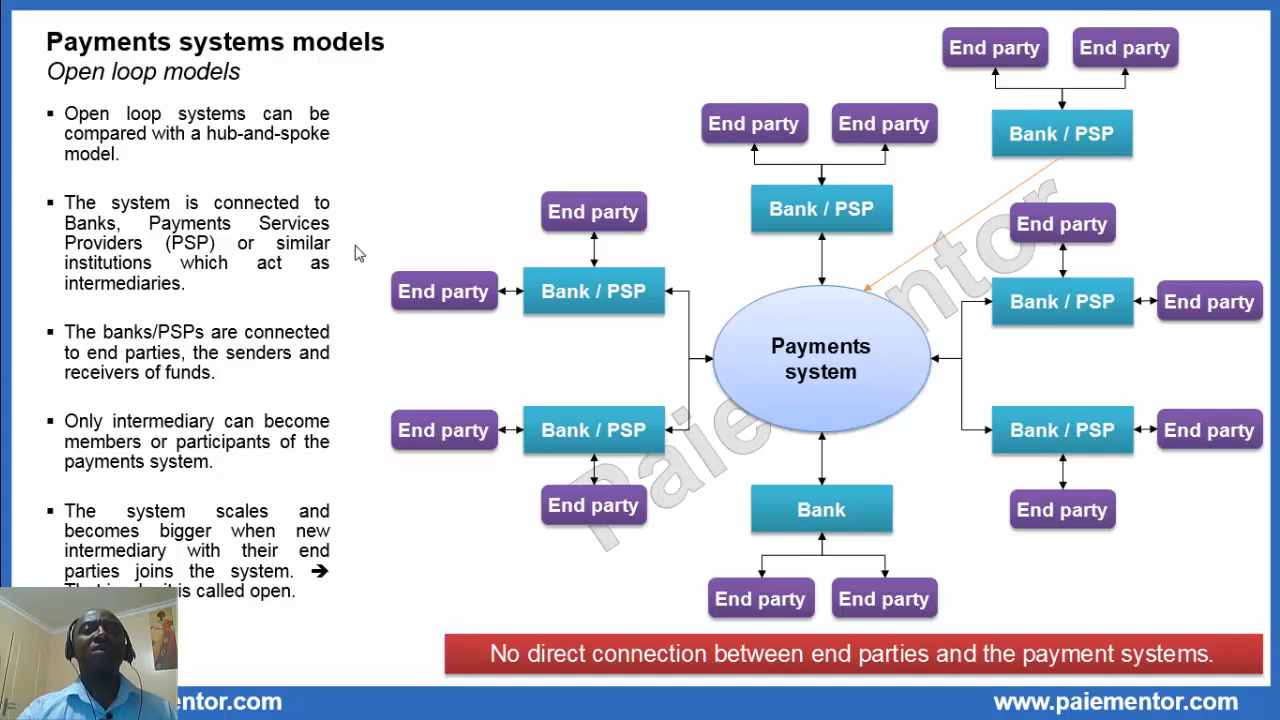 Payments systems models
Open loop models
▪ Open loop systems can be
compared with a hub-and-spoke
model.
▪ The system is connected to
Banks, Payments Services
Providers (PSP) or similar
institutions which act as
intermediaries.
▪ The banks/PSPs are connected
to end parties, the senders and
receivers of funds.
▪ Only intermediary can become
members or participants of the
payments system.
▪ The system scales and
becomes bigger when new
intermediary with their end
parties joins the system. ➔
is called open.
End party
End party
Bank / PSP
End party
End party
Bank / PSP
End party
End party
Bank / PSP
End party
Bank / PSP
End party
Payments
system
End party
Bank / PSP
End party
End party
Bank / PSP
End party
Bank
End party
End party
No direct connection between end parties and the payment systems.
entor.com
www.paiementor.com